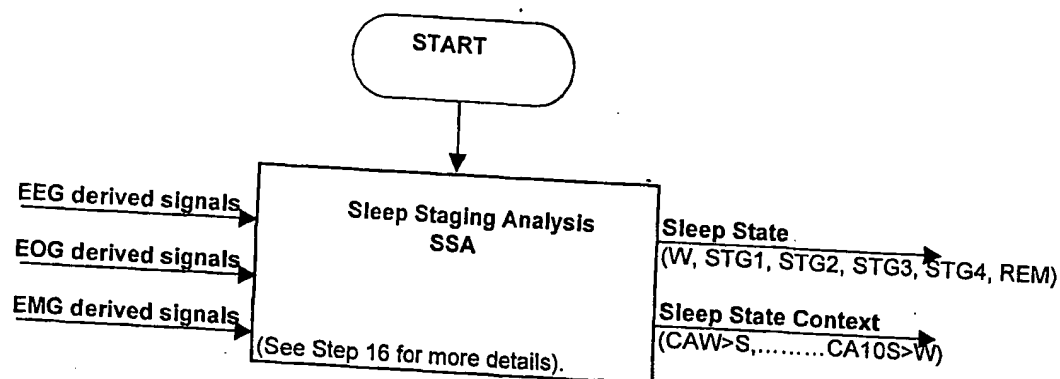 START
EEG derived signals
EOG derived signals
EMG derived signals
Sleep Staging Analysis
SSA
(See Step 16 for more details).
Sleep State
(W, STG1, STG2, STG3, STG4, REM)
Sleep State Context
(CAW>S,.........CA10S>W)